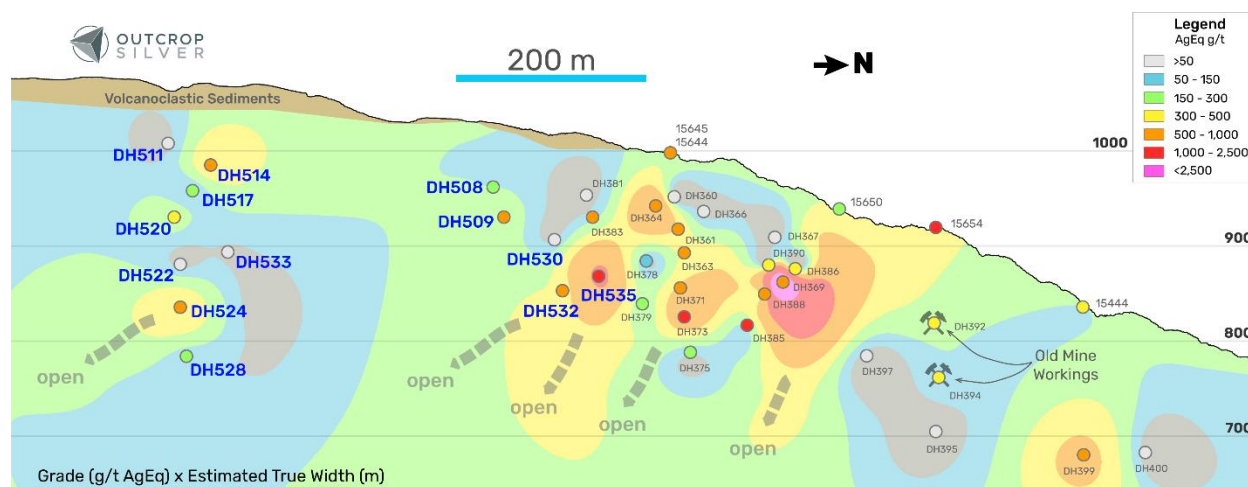 OUTCROP
SILVER
200 m
N
Legend
AgEq g/t
>50
50 - 150
150 - 300
300 - 500
500 - 1,000
1,000 - 2,500
<2,500
Volcanoclastic Sediments
DH511
DH514
DH517
DH520
DH522
DH533
DH524
DH528
open
DH508
DH509
DH530
DH532
DH535
DH381
DH383
DH364
DH360
DH366
DH361
DH363
DH378
DH379
DH371
DH373
DH375
DH367
DH390
DH386
DH369
DH388
DH385
15645
15644
15650
15654
15444
1000
900
800
700
DH392
DH394
Old Mine
Workings
DH397
DH395
DH399
DH400
open
open
open
open
Grade (g/t AgEq) x Estimated True Width (m)